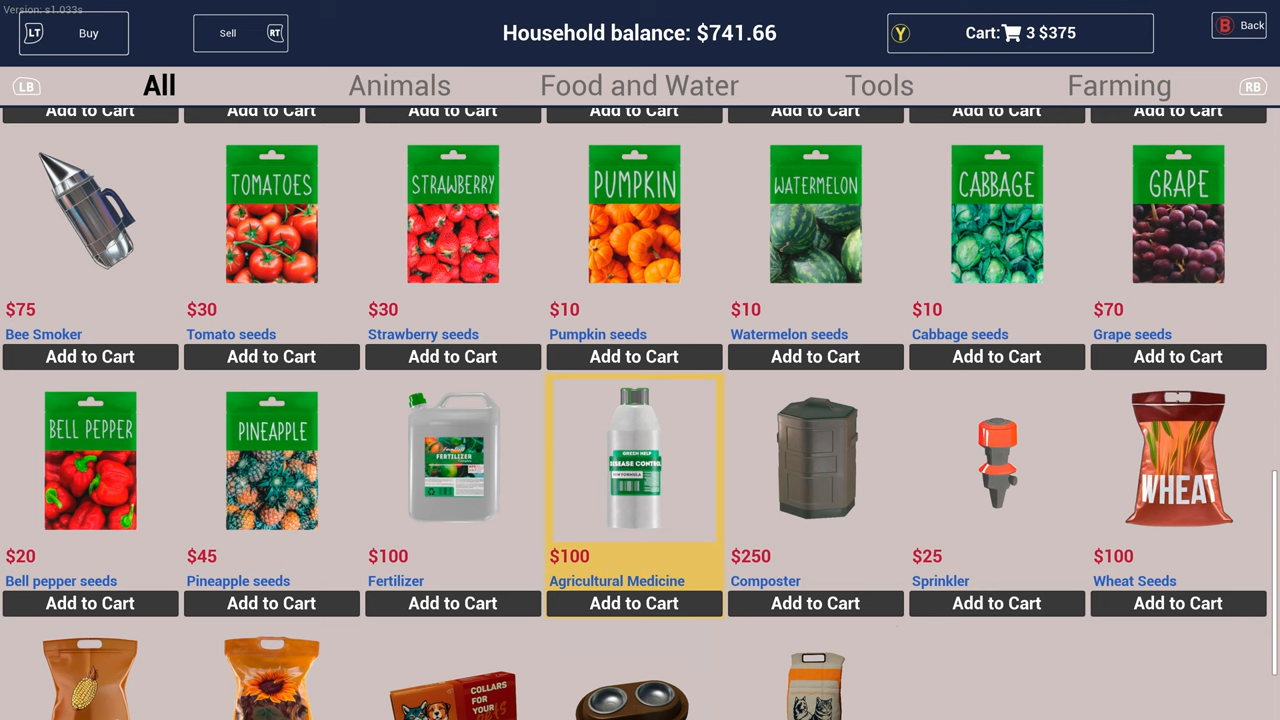 Version: s1.033s
LT Buy
Sell RT
Household balance: $741.66
Y Cart: 3 $375
B Back
LB All Animals Food and Water Tools Farming RB
Add to Cart Add to Cart Add to Cart Add to Cart Add to Cart Add to Cart Add to Cart
TOMATOES STRAWBERRY PUMPKIN WATERMELON CABBAGE GRAPE
$75 $30 $30 $10 $10 $10 $70
Bee Smoker Tomato seeds Strawberry seeds Pumpkin seeds Watermelon seeds Cabbage seeds Grape seeds
Add to Cart Add to Cart Add to Cart Add to Cart Add to Cart Add to Cart Add to Cart
BELL PEPPER PINEAPPLE
FERTILIZER
GREEN HELP
DISEASE CONTROL
NEW FORMULA
WHEAT
$20 $45 $100 $100 $250 $25 $100
Bell pepper seeds Pineapple seeds Fertilizer Agricultural Medicine Composter Sprinkler Wheat Seeds
Add to Cart Add to Cart Add to Cart Add to Cart Add to Cart Add to Cart Add to Cart
COLLARS
FOR
YOUR
PETS